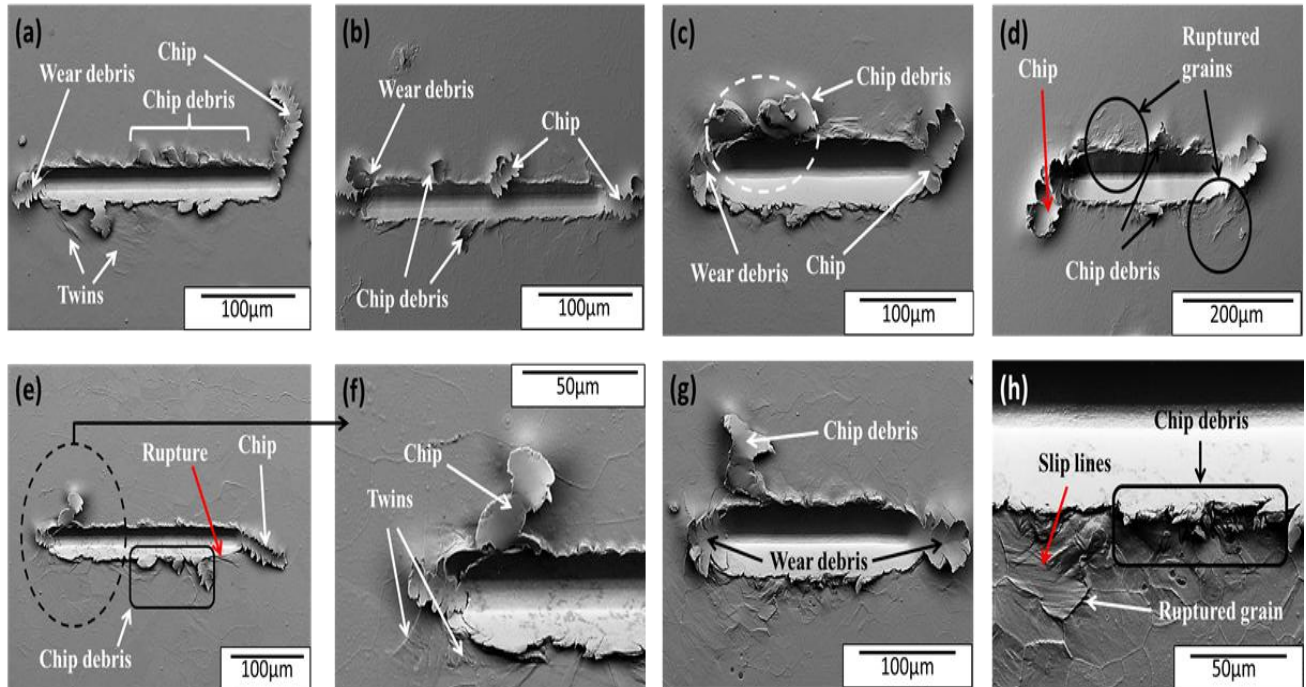 (a)
Chip
Wear debris
Chip debris
Twins
100μm
(b)
Wear debris
Chip
Chip debris
100μm
(c)
Chip debris
Wear debris
Chip
100μm
(d)
Ruptured
grains
Chip
Chip debris
200μm
(e)
Rupture
Chip
Chip debris
100μm
(f)
50μm
Chip
Twins
(g)
Chip debris
Wear debris
100μm
(h)
Chip debris
Slip lines
Ruptured grain
50μm